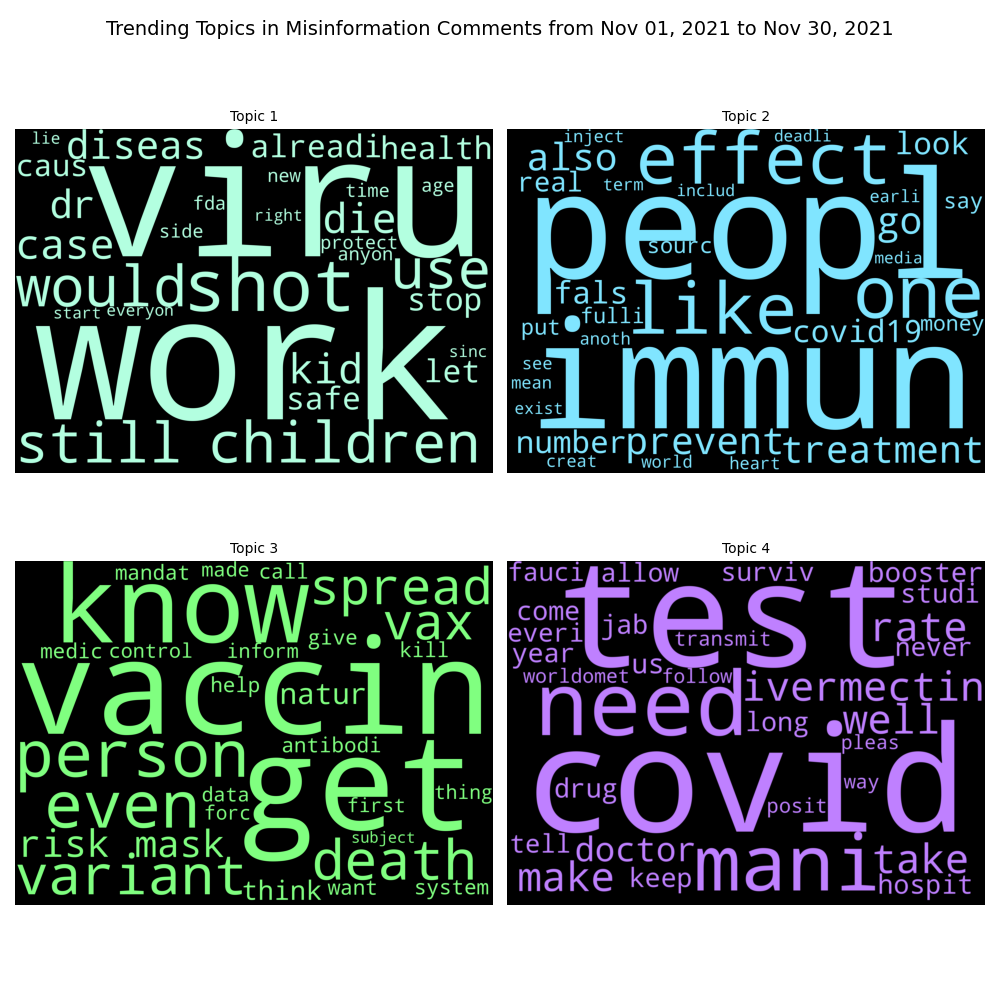 Trending Topics in Misinformation Comments from Nov 01, 2021 to Nov 30, 2021
Topic 1
lie diseas alreadi health
caus viru new time age
dr fda right die
case side protect
anyon
would shot use
stop
start everyon
work kid let sinc
safe
still children
Topic 2
inject deadli
also effect look
real term includ earli say
peopl go
sourc media
fals like one
put fulli covid19 money
anoth
see immun
mean
exist
number prevent treatment
creat world heart
Topic 3
mandat made call
know spread
give vax
medic control inform kill
vaccin help natur
person antibodi
get
even data first thing
forc
risk mask subject
variant death
think want system
Topic 4
fauci allow surviv booster
test studi
come
everi jab transmit rate
year us never
worldomet follow
need ivermectin
long well
pleas
covid drug way
posit
tell doctor mani take
make keep hospit